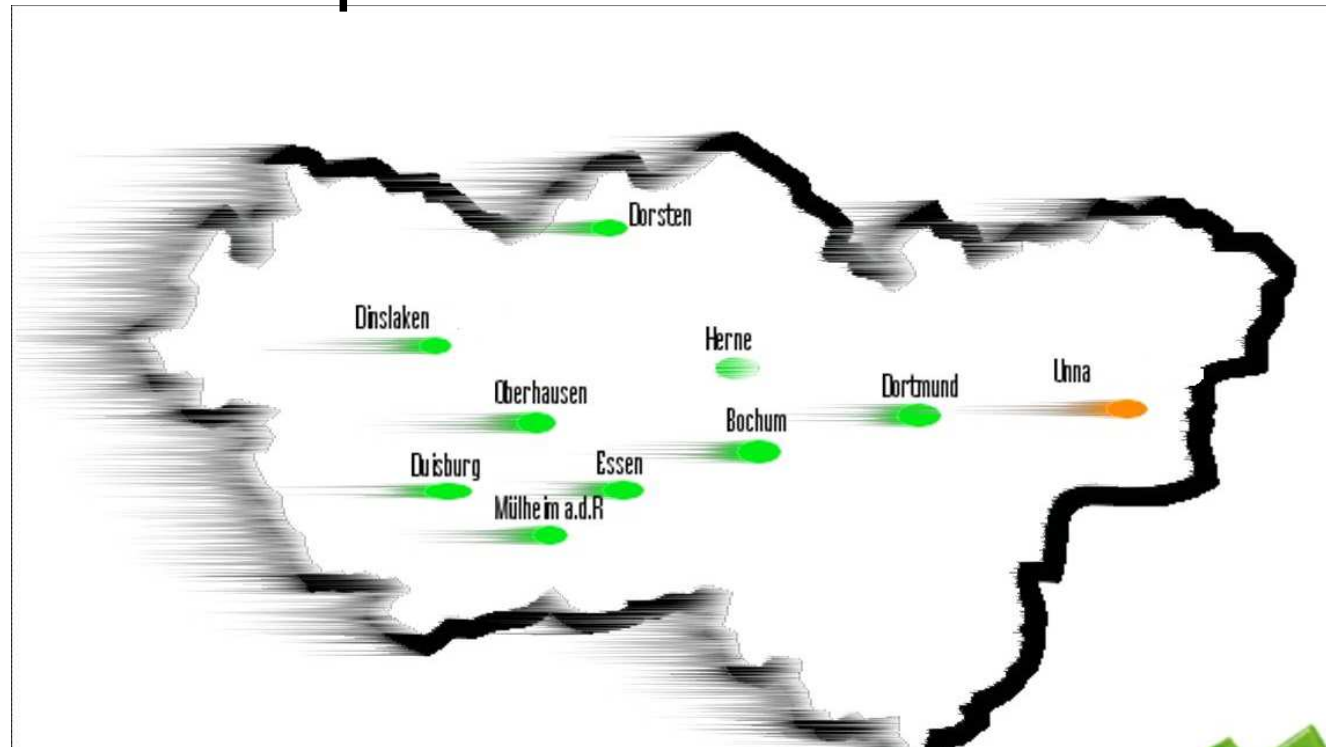 Dorsten
Dinslaken
Herne
Unna
Oberhausen
Dortmund
Bochum
Duisburg
Essen
Mülheim a.d.R